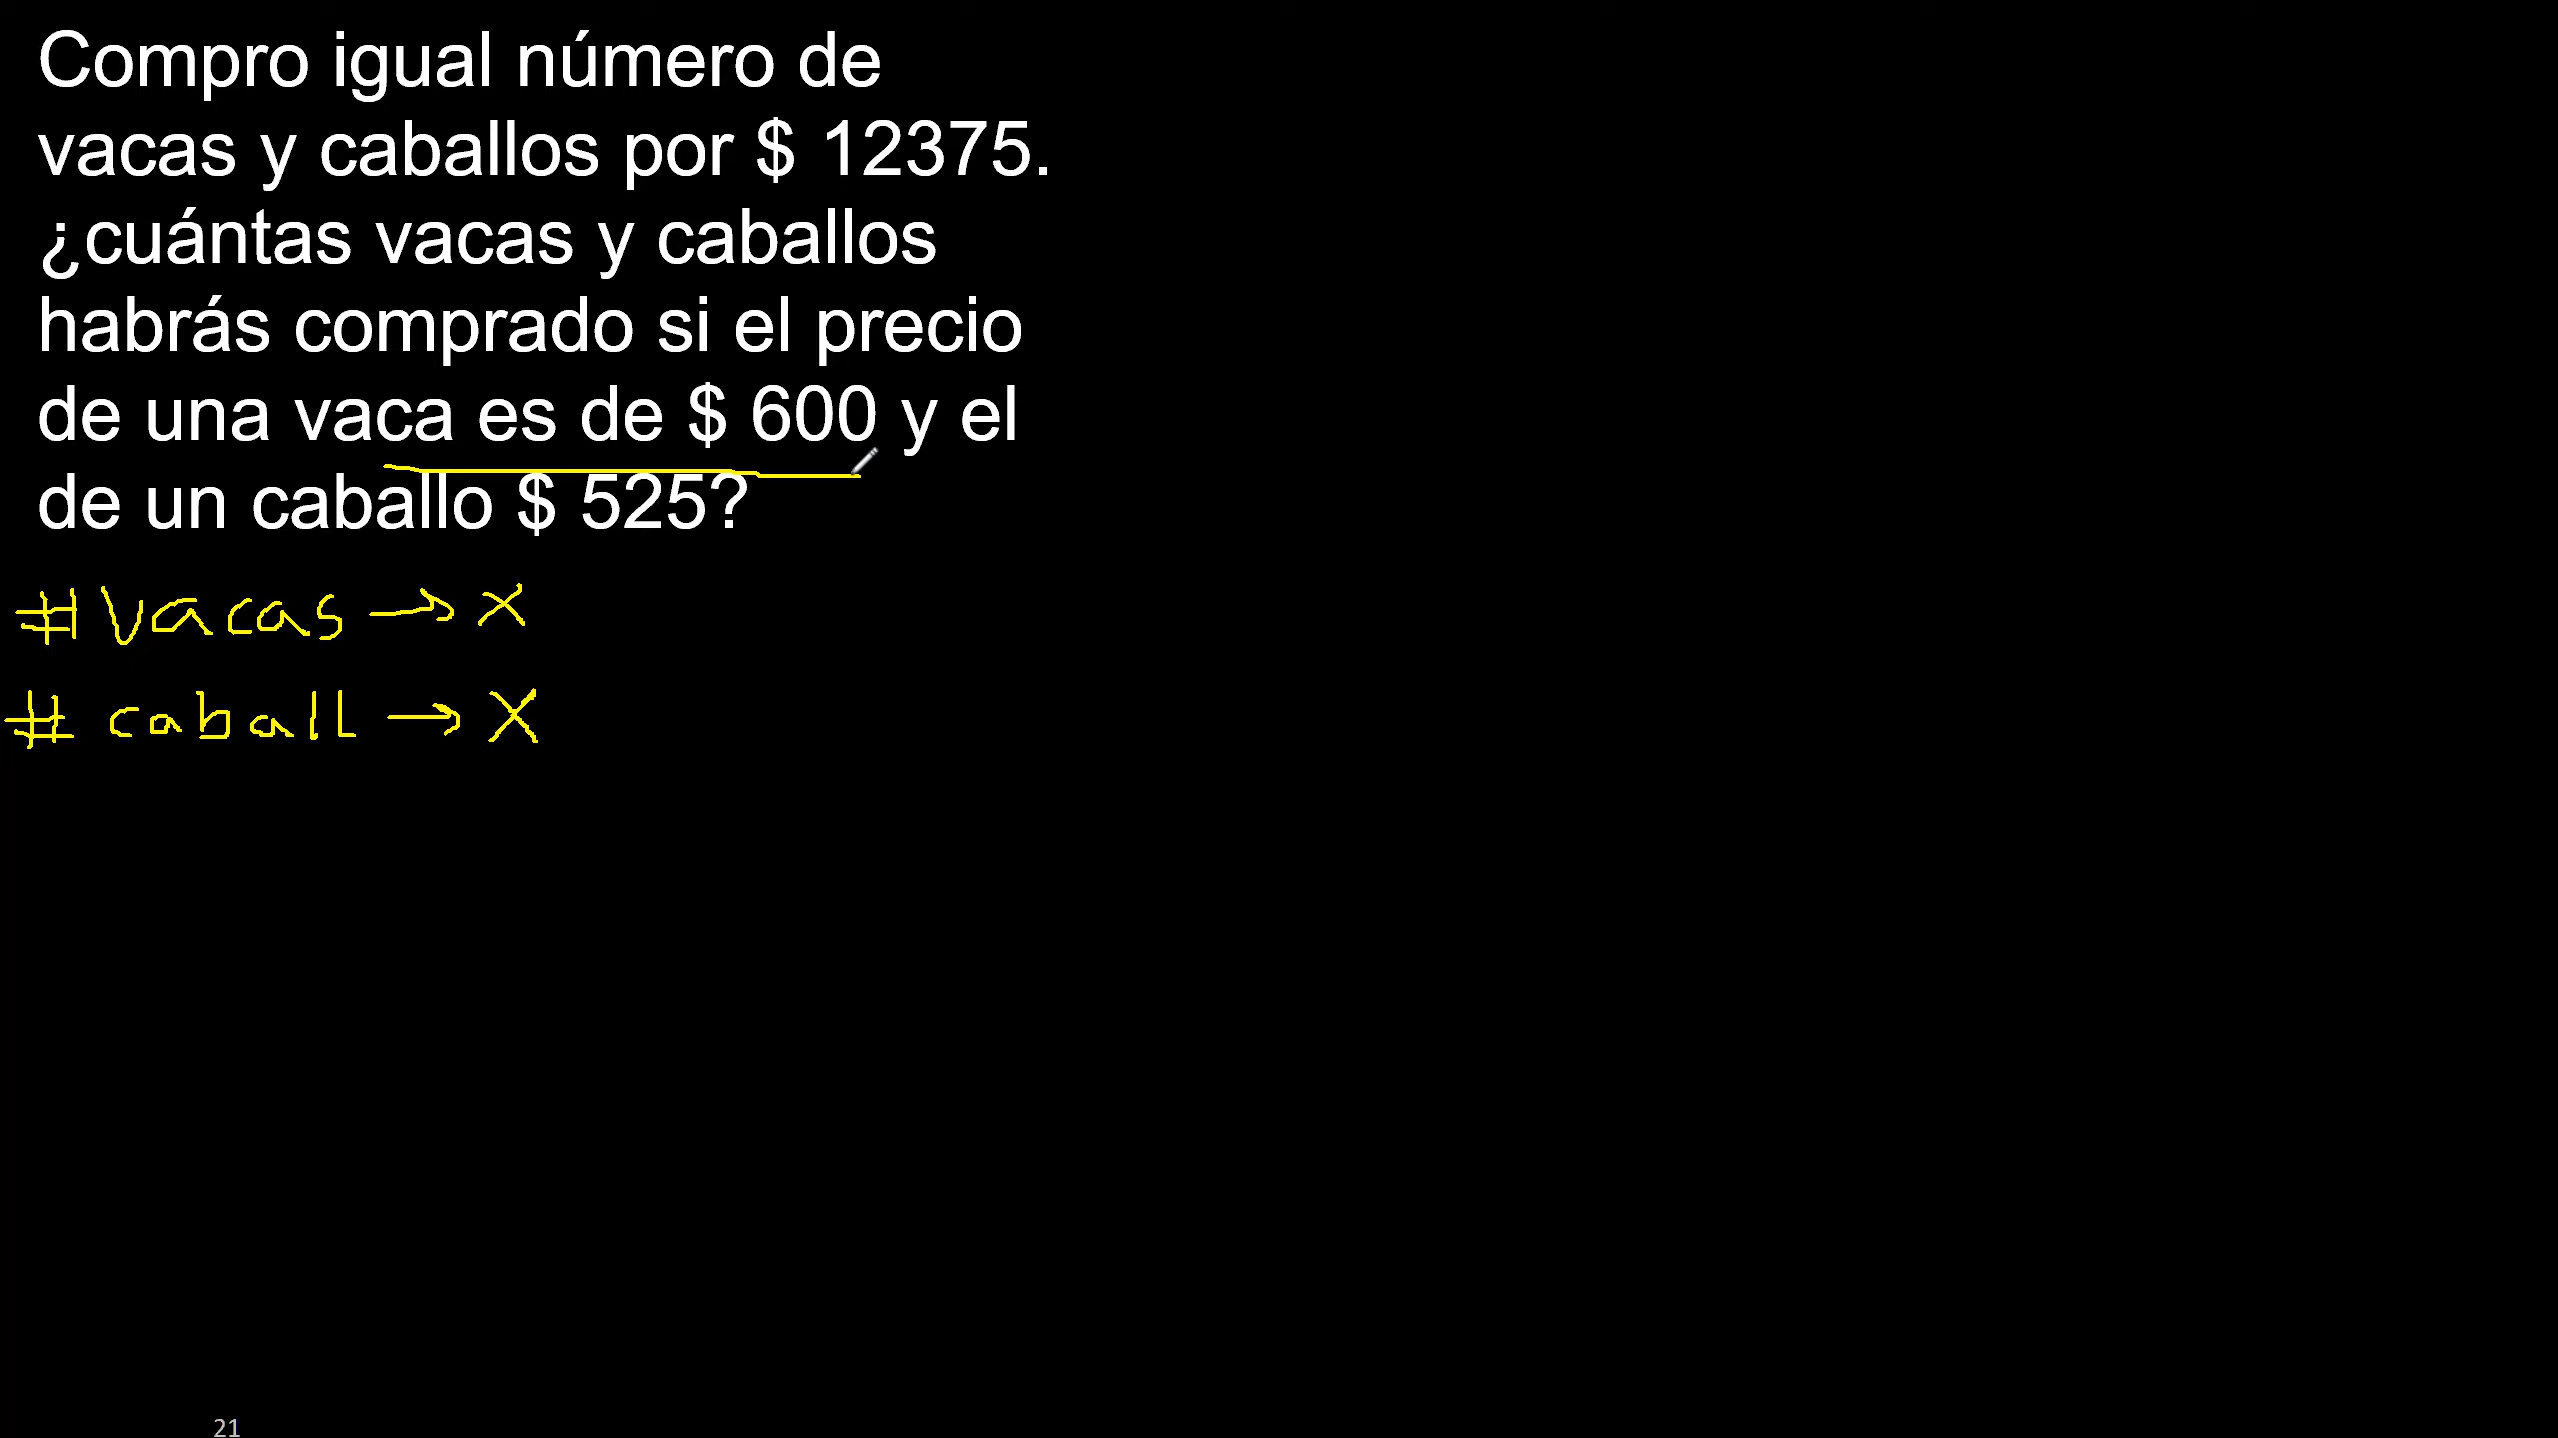 Compro igual número de
vacas y caballos por $ 12375.
¿cuántas vacas y caballos
habrás comprado si el precio
de una vaca es de $ 600 y el
de un caballo $ 525?
#vacas → x
# caball → x
21